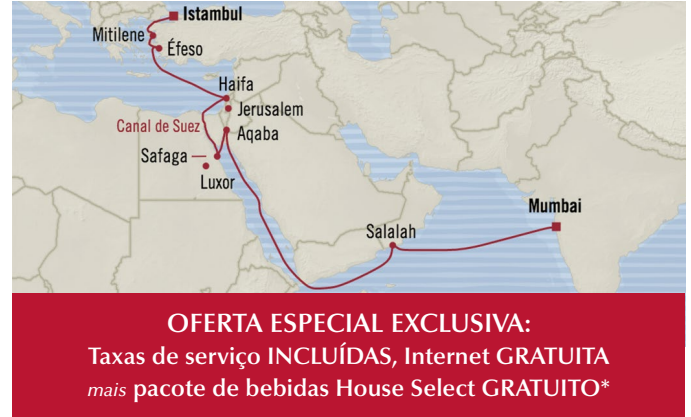 Istambul
Mitilene
Éfeso
Haifa
Jerusalem
Canal de Suez
Aqaba
Safaga
Luxor
Mumbai
Salalah
OFERTA ESPECIAL EXCLUSIVA:
Taxas de serviço INCLUÍDAS, Internet GRATUITA
mais pacote de bebidas House Select GRATUITO*